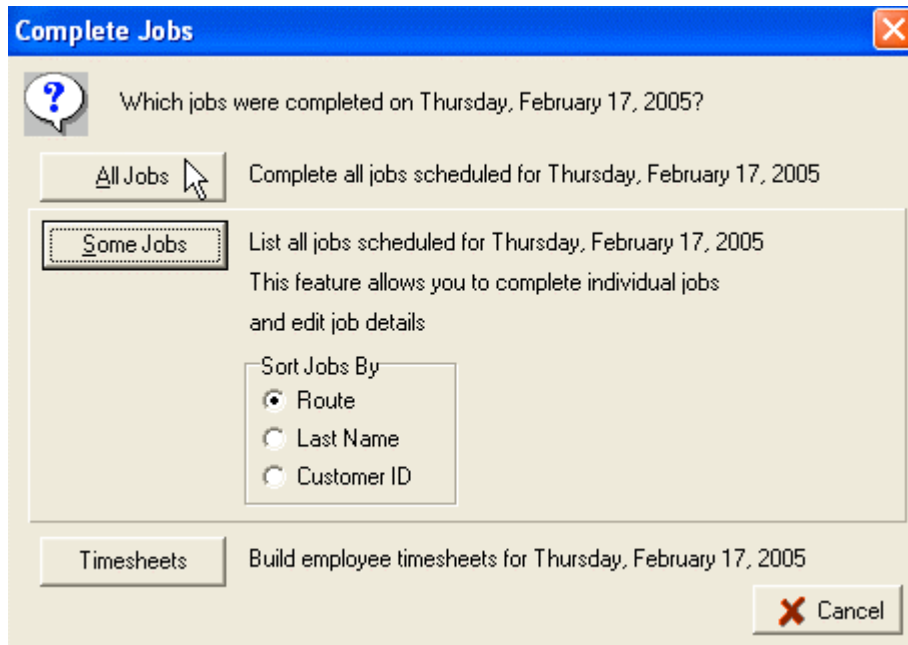 Complete Jobs
Which jobs were completed on Thursday, February 17, 2005?
All Jobs
Complete all jobs scheduled for Thursday, February 17, 2005
Some Jobs
List all jobs scheduled for Thursday, February 17, 2005
This feature allows you to complete individual jobs
and edit job details
Sort Jobs By
Route
Last Name
Customer ID
Timesheets
Build employee timesheets for Thursday, February 17, 2005
Cancel